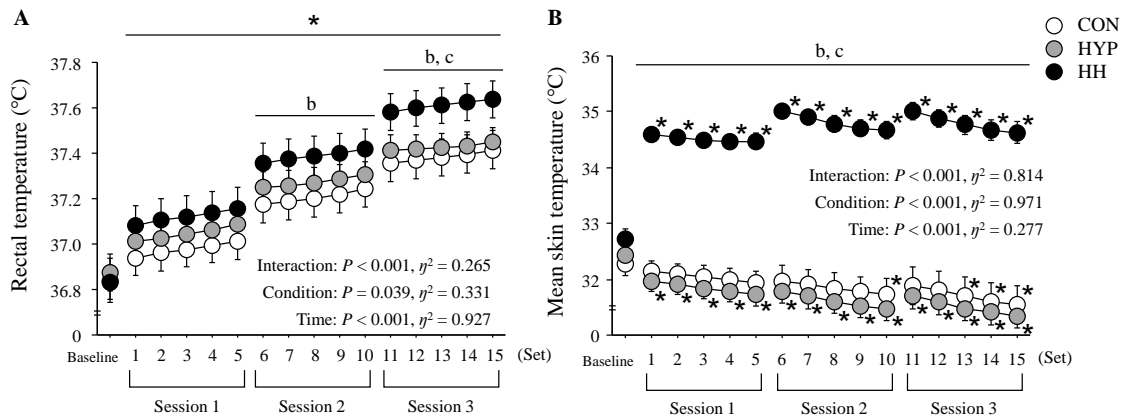 A
*
Rectal temperature (°C)
37.8
37.6
37.4
37.2
37.0
36.8
0
b
b, c
Interaction: P < 0.001, η² = 0.265
Condition: P = 0.039, η² = 0.331
Time: P < 0.001, η² = 0.927
Baseline 1 2 3 4 5 6 7 8 9 10 11 12 13 14 15 (Set)
Session 1 Session 2 Session 3
B
CON
HYP
HH
Mean skin temperature (°C)
36
35
34
33
32
31
0
b, c
* * * * * * * * * * * * * * *
Interaction: P < 0.001, η² = 0.814
Condition: P < 0.001, η² = 0.971
Time: P < 0.001, η² = 0.277
* * * * *
* * * * * * * * * * * * * * *
Baseline 1 2 3 4 5 6 7 8 9 10 11 12 13 14 15 (Set)
Session 1 Session 2 Session 3